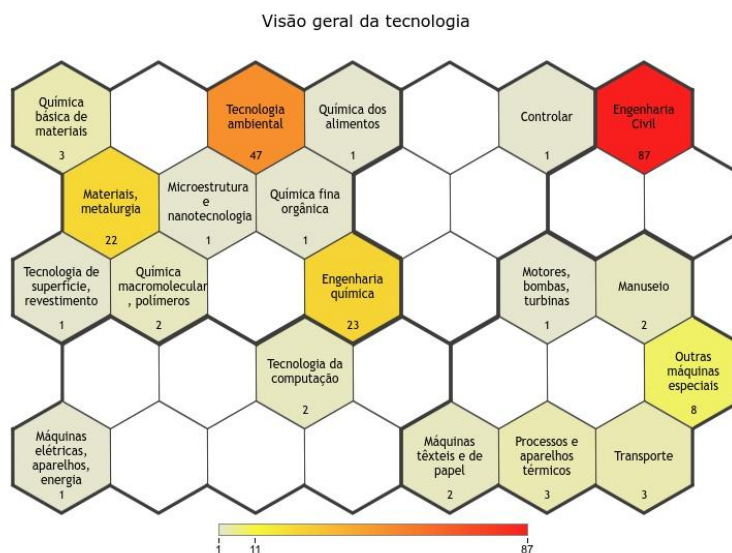 Visão geral da tecnologia
Química
básica de
materiais
3
Tecnologia
ambiental
47
Química dos
alimentos
1
Controlar
1
Engenharia
Civil
87
Materiais,
metalurgia
22
Microestrutura
e
nanotecnologia
1
Química fina
orgânica
1
Tecnologia de
superfície,
revestimento
1
Química
macromolecular
, polímeros
2
Engenharia
química
23
Motores,
bombas,
turbinas
1
Manuseio
2
Tecnologia da
computação
2
Outras
máquinas
especiais
8
Máquinas
elétricas,
aparelhos,
energia
1
Máquinas
têxteis e de
papel
2
Processos e
aparelhos
térmicos
3
Transporte
3
1 11 87